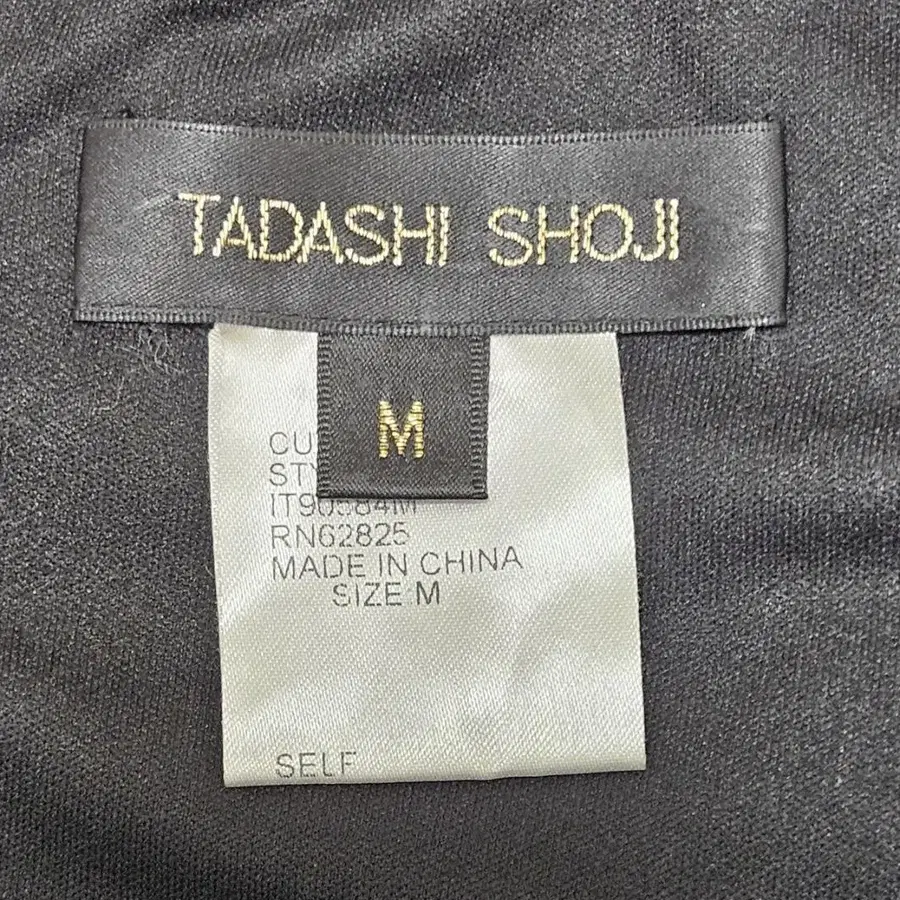 TADASHI SHOJI
M
RN62825
MADE IN CHINA
SIZE M
SELF